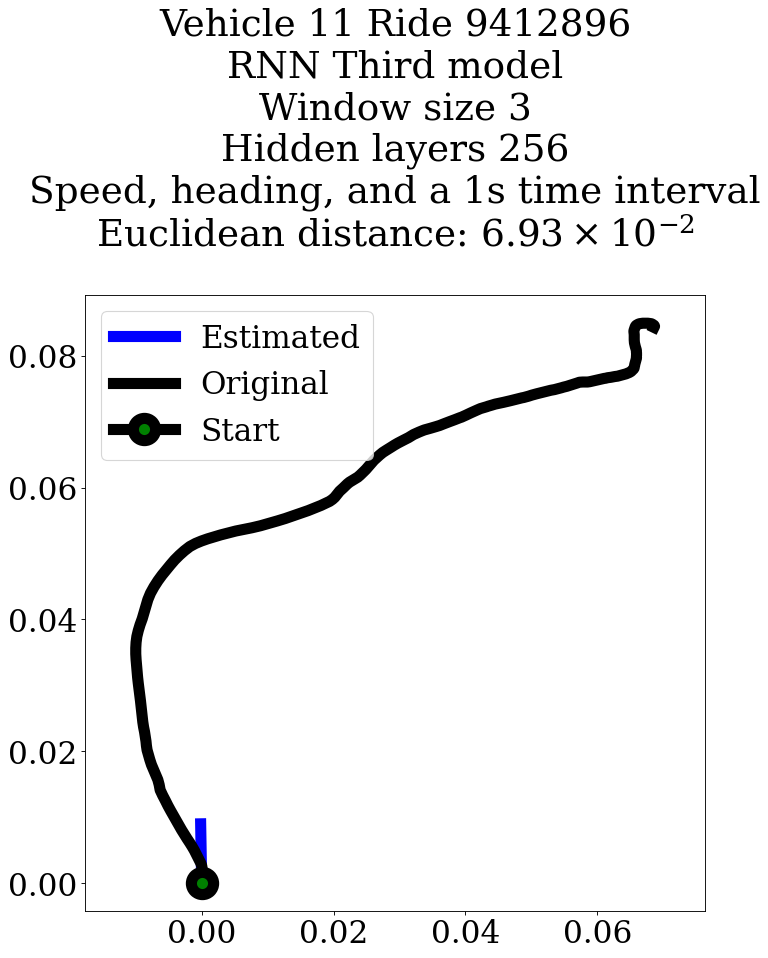 Vehicle 11 Ride 9412896
RNN Third model
Window size 3
Hidden layers 256
Speed, heading, and a 1s time interval
Euclidean distance: 6.93 × 10⁻²
Estimated
Original
Start
0.08
0.06
0.04
0.02
0.00
0.00 0.02 0.04 0.06